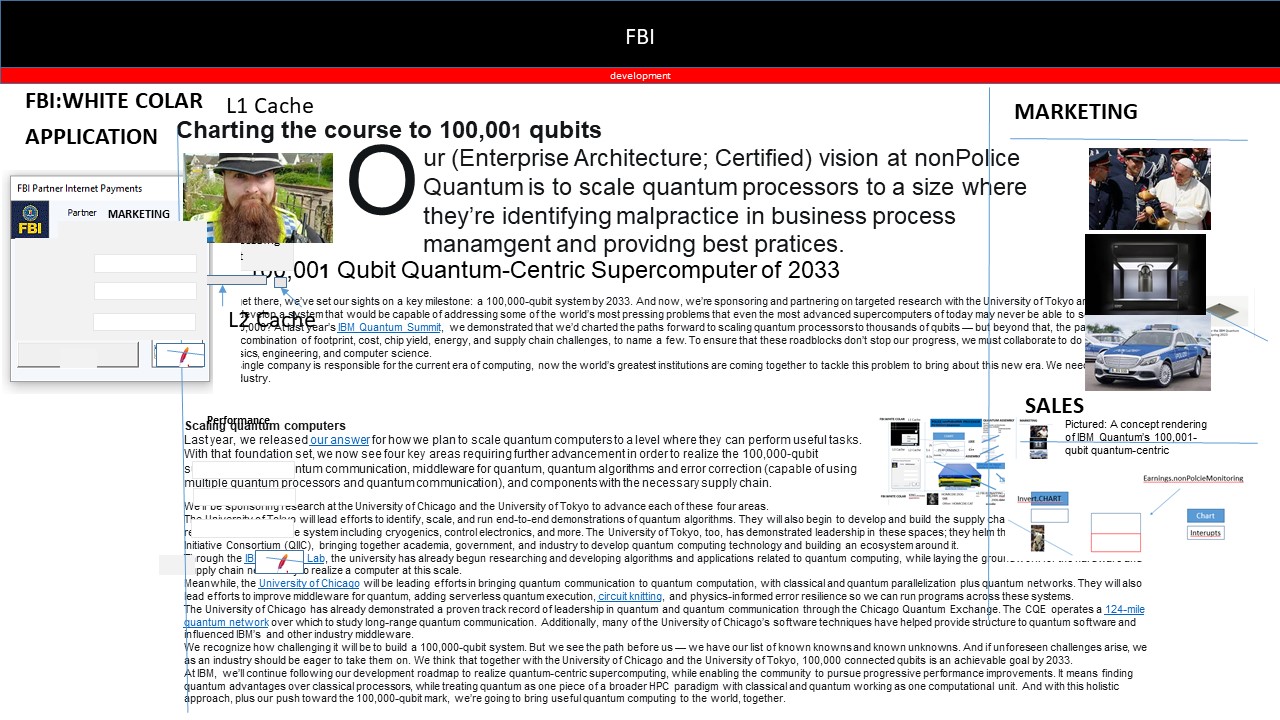 FBI
development
FBI:WHITE COLAR
APPLICATION
L1 Cache
MARKETING
Charting the course to 100,001 qubits
Our (Enterprise Architecture; Certified) vision at nonPolice
Quantum is to scale quantum processors to a size where
they're identifying malpractice in business process
manamgent and providng best pratices.
FBI Partner Internet Payments
Partner
MARKETING
FBI
100,001 Qubit Quantum-Centric Supercomputer of 2033
L2 Cache
et there, we've set our sights on a key milestone: a 100,000-qubit system by 2033. And now, we're sponsoring and partnering on targeted research with the University of Tokyo
develop a system that would be capable of addressing some of the world's most pressing problems that even the most advanced supercomputers of today may never be able to
At last year's IBM Quantum Summit, we demonstrated that we'd charted the paths forward to scaling quantum processors to thousands of qubits — but beyond that, the
combination of footprint, cost, chip yield, energy, and supply chain challenges, to name a few. To ensure that these roadblocks don't stop our progress, we must collaborate to do
sics, engineering, and computer science.
ingle company is responsible for the current era of computing, now the world's greatest institutions are coming together to tackle this problem to bring about this new era. We
dustry.
SALES
Pictured: A concept rendering
of IBM Quantum's 100,001-
qubit quantum-centric
Performance
Scaling quantum computers
Last year, we released our answer for how we plan to scale quantum computers to a level where they can perform useful tasks.
With that foundation set, we now see four key areas requiring further advancement in order to realize the 100,000-qubit
s ntum communication, middleware for quantum, quantum algorithms and error correction (capable of using
multiple quantum processors and quantum communication), and components with the necessary supply chain.
Earnings.nonPolcieMonitoring
Invert.CHART
Chart
Interupts
We'll be sponsoring research at the University of Chicago and the University of Tokyo to advance each of these four areas.
The University of Tokyo will lead efforts to identify, scale, and run end-to-end demonstrations of quantum algorithms. They will also begin to develop and build the supply cha
re e system including cryogenics, control electronics, and more. The University of Tokyo, too, has demonstrated leadership in these spaces; they helm th
Initiative Consortium (QIIC), bringing together academia, government, and industry to develop quantum computing technology and building an ecosystem around it.
Through the IB Lab, the university has already begun researching and developing algorithms and applications related to quantum computing, while laying the groundwork for the hardware and
pply chain to realize a computer at this scale.
Meanwhile, the University of Chicago will be leading efforts in bringing quantum communication to quantum computation, with classical and quantum parallelization plus quantum networks. They will also
lead efforts to improve middleware for quantum, adding serverless quantum execution, circuit knitting, and physics-informed error resilience so we can run programs across these systems.
The University of Chicago has already demonstrated a proven track record of leadership in quantum and quantum communication through the Chicago Quantum Exchange. The CQE operates a 124-mile
quantum network over which to study long-range quantum communication. Additionally, many of the University of Chicago's software techniques have helped provide structure to quantum software and
influenced IBM's and other industry middleware.
We recognize how challenging it will be to build a 100,000-qubit system. But we see the path before us — we have our list of known knowns and known unknowns. And if unforeseen challenges arise, we
as an industry should be eager to take them on. We think that together with the University of Chicago and the University of Tokyo, 100,000 connected qubits is an achievable goal by 2033.
At IBM, we'll continue following our development roadmap to realize quantum-centric supercomputing, while enabling the community to pursue progressive performance improvements. It means finding
quantum advantages over classical processors, while treating quantum as one piece of a broader HPC paradigm with classical and quantum working as one computational unit. And with this holistic
approach, plus our push toward the 100,000-qubit mark, we're going to bring useful quantum computing to the world, together.